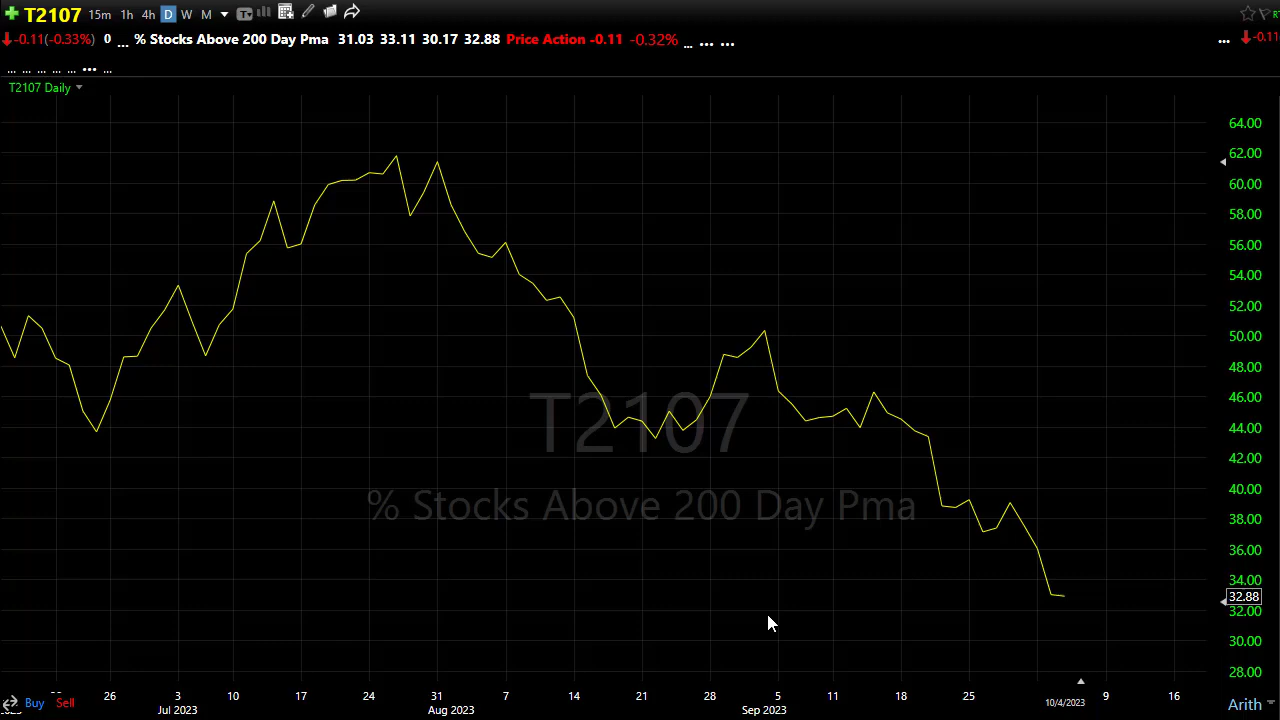 T2107 15m 1h 4h D W M
-0.11(-0.33%) 0 ... % Stocks Above 200 Day Pma 31.03 33.11 30.17 32.88 Price Action -0.11 -0.32% ... ... ... ... -0.11
... ... ... ... ... ... ...
T2107 Daily
64.00
62.00
60.00
58.00
56.00
54.00
52.00
50.00
48.00
46.00
44.00
42.00
40.00
38.00
36.00
34.00
32.88
32.00
30.00
28.00
T2107
% Stocks Above 200 Day Pma
26 3 10 17 24 31 7 14 21 28 5 11 18 25 9 16
Buy Sell Jul 2023 Aug 2023 Sep 2023 10/4/2023 Arith